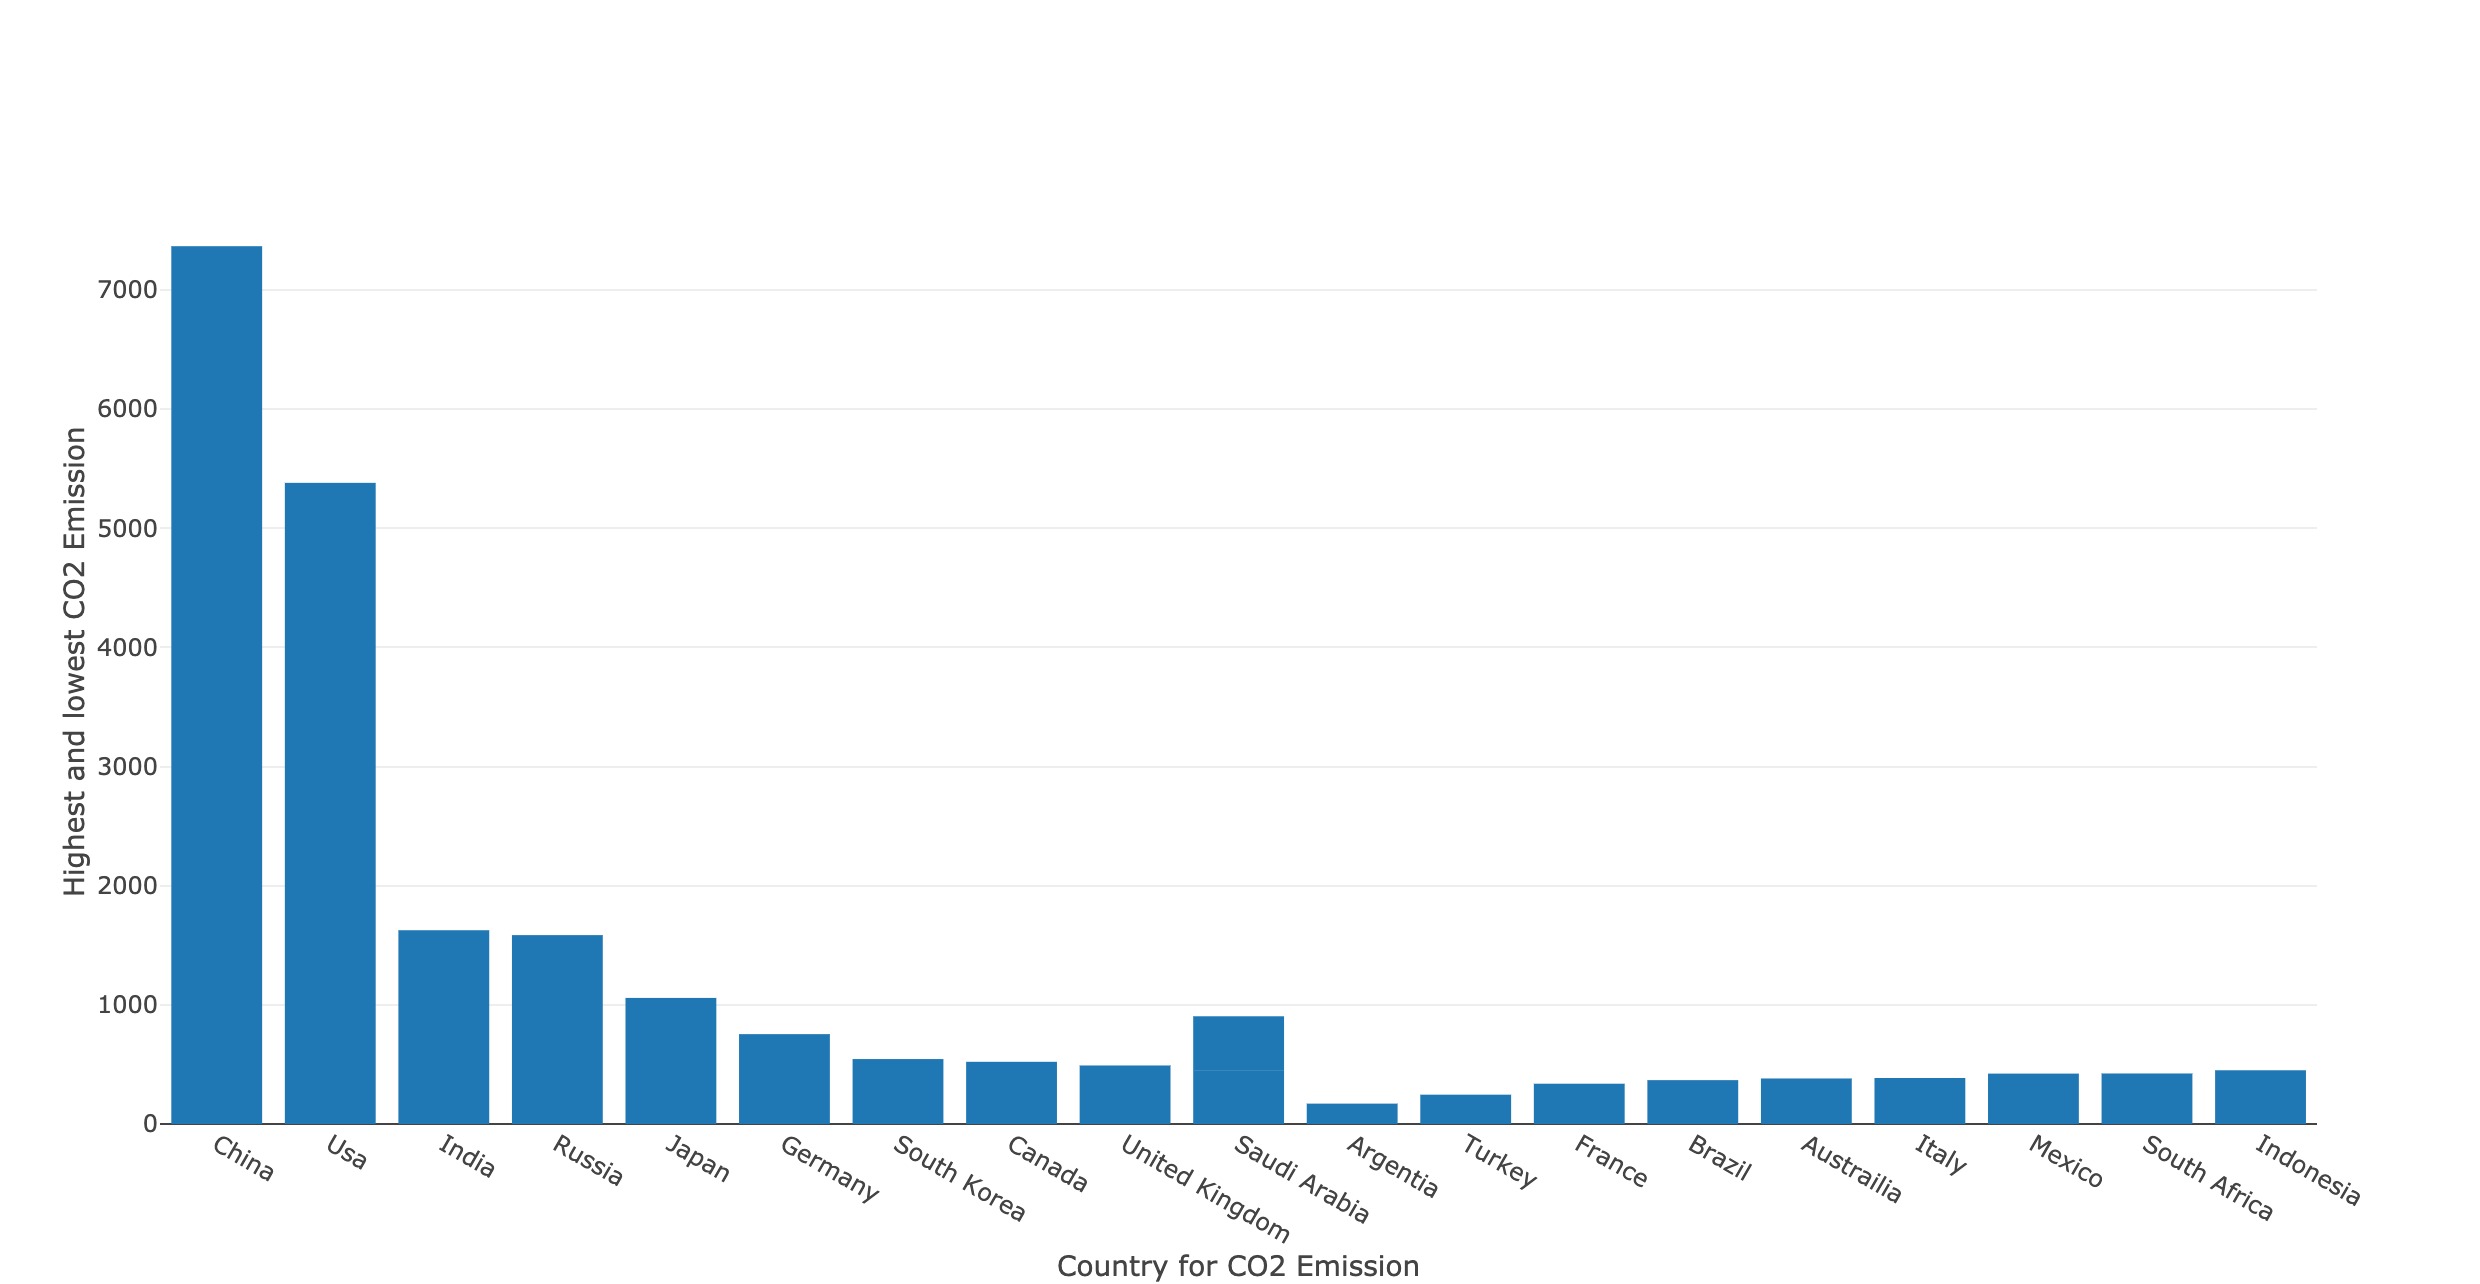 Highest and lowest CO2 Emission
7000
6000
5000
4000
3000
2000
1000
0
China
Usa
India
Russia
Japan
Germany
South Korea
Canada
United Kingdom
Saudi Arabia
Argentia
Turkey
France
Brazil
Austrailia
Italy
Mexico
South Africa
Indonesia
Country for CO2 Emission